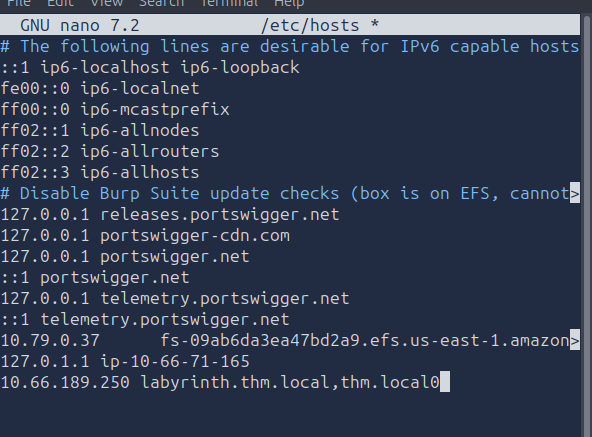 File Edit View Search Terminal Help
GNU nano 7.2 /etc/hosts *
# The following lines are desirable for IPv6 capable hosts
::1 ip6-localhost ip6-loopback
fe00::0 ip6-localnet
ff00::0 ip6-mcastprefix
ff02::1 ip6-allnodes
ff02::2 ip6-allrouters
ff02::3 ip6-allhosts
# Disable Burp Suite update checks (box is on EFS, cannot>
127.0.0.1 releases.portswigger.net
127.0.0.1 portswigger-cdn.com
127.0.0.1 portswigger.net
::1 portswigger.net
127.0.0.1 telemetry.portswigger.net
::1 telemetry.portswigger.net
10.79.0.37 fs-09ab6da3ea47bd2a9.efs.us-east-1.amazon>
127.0.1.1 ip-10-66-71-165
10.66.189.250 labyrinth.thm.local,thm.local0